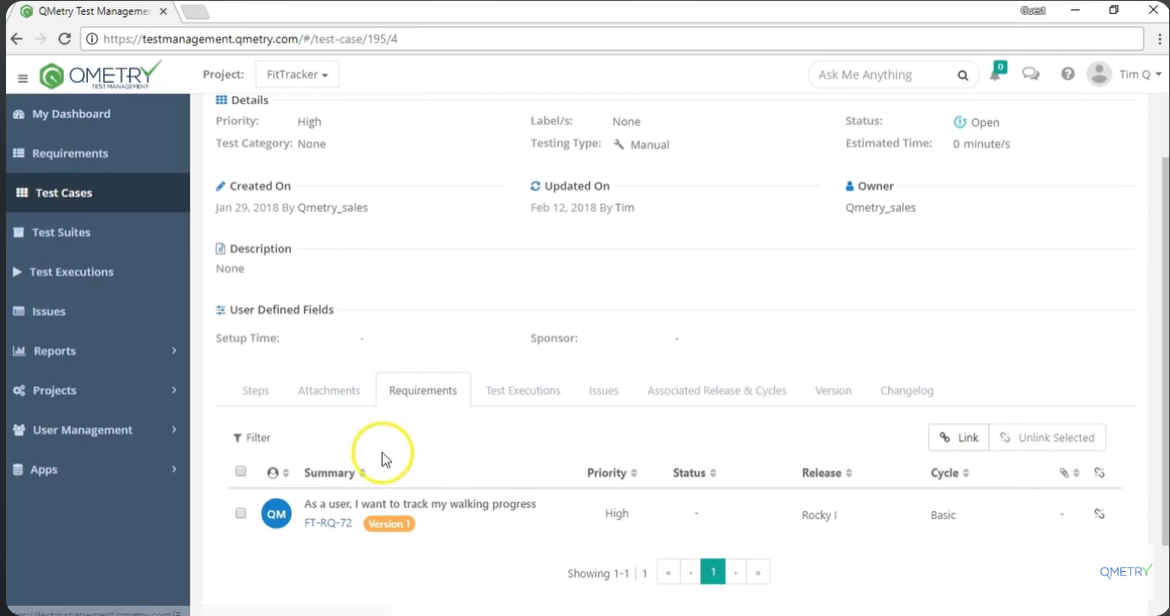 QMetry Test Manageme
Guest
https://testmanagement.qmetry.com/#/test-case/195/4
QMETRY
TEST MANAGEMENT
Project: FitTracker
Ask Me Anything
0
Tim Q
My Dashboard
Requirements
Test Cases
Test Suites
Test Executions
Issues
Reports
Projects
User Management
Apps
Details
Priority: High Label/s: None Status: Open
Test Category: None Testing Type: Manual Estimated Time: 0 minute/s
Created On Updated On Owner
Jan 29, 2018 By Qmetry_sales Feb 12, 2018 By Tim Qmetry_sales
Description
None
User Defined Fields
Setup Time: - Sponsor: -
Steps Attachments Requirements Test Executions Issues Associated Release & Cycles Version Changelog
Filter Link Unlink Selected
Summary Priority Status Release Cycle
As a user, I want to track my walking progress
QM High - Rocky I Basic -
FT-RQ-72 Version 1
Showing 1-1 | 1 « ‹ 1 › »
QMETRY